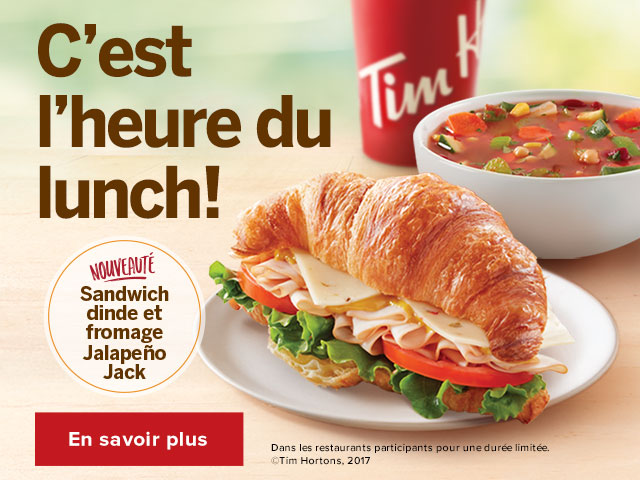 C’est
l’heure du
lunch!
Tim H
NOUVEAUTÉ
Sandwich
dinde et
fromage
Jalapeño
Jack
En savoir plus
Dans les restaurants participants pour une durée limitée.
©Tim Hortons, 2017